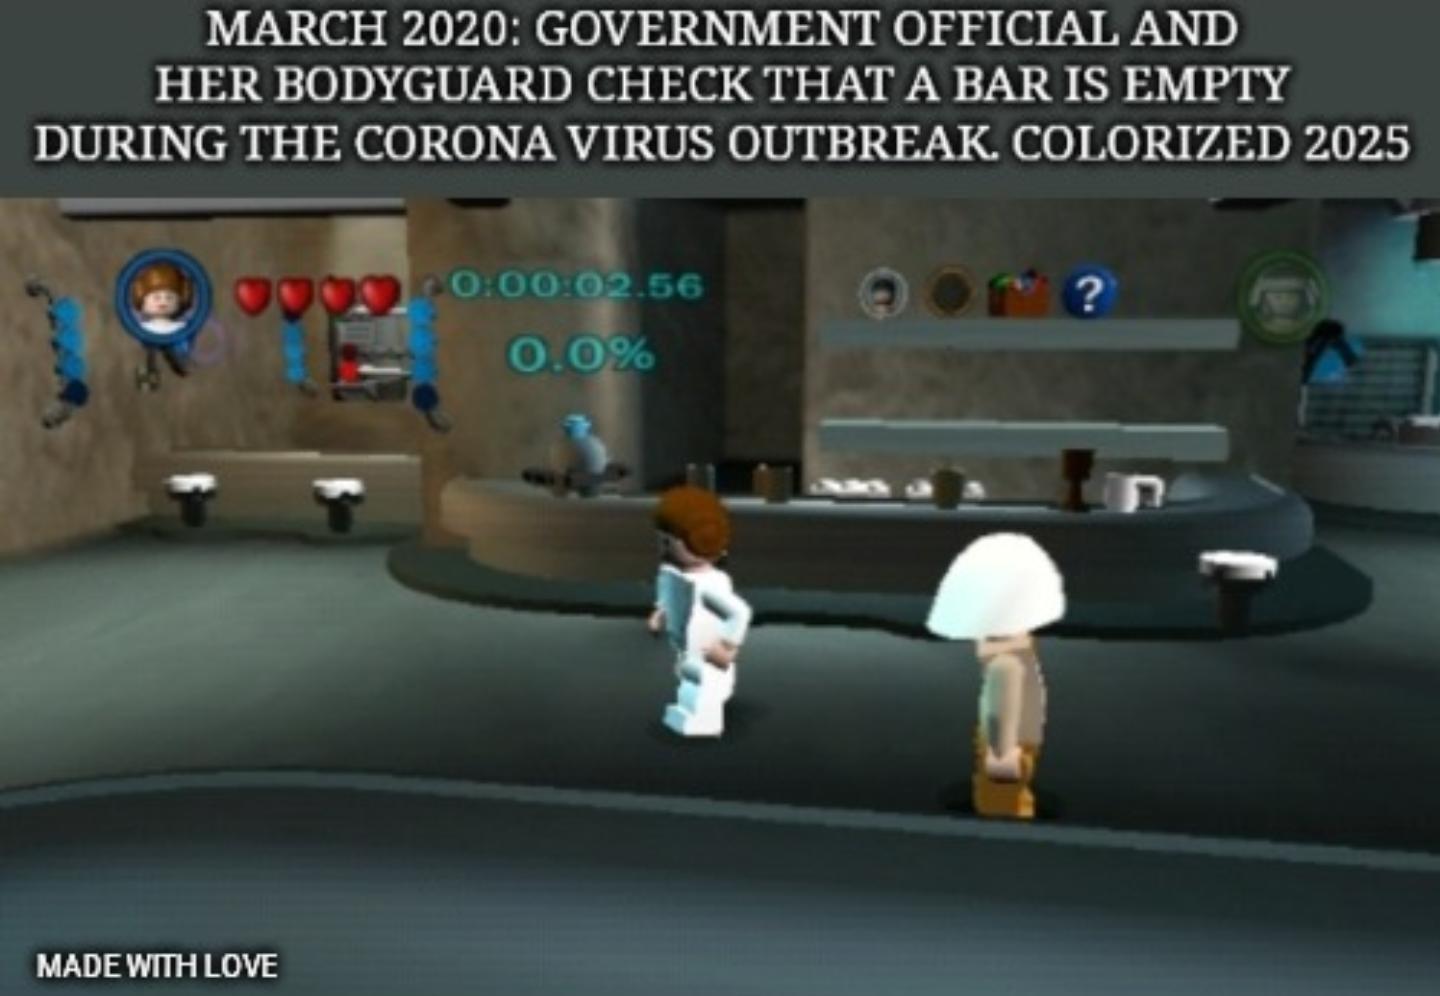 MARCH 2020: GOVERNMENT OFFICIAL AND
HER BODYGUARD CHECK THAT A BAR IS EMPTY
DURING THE CORONA VIRUS OUTBREAK. COLORIZED 2025
0:00:02.56
?
0.0%
MADE WITH LOVE